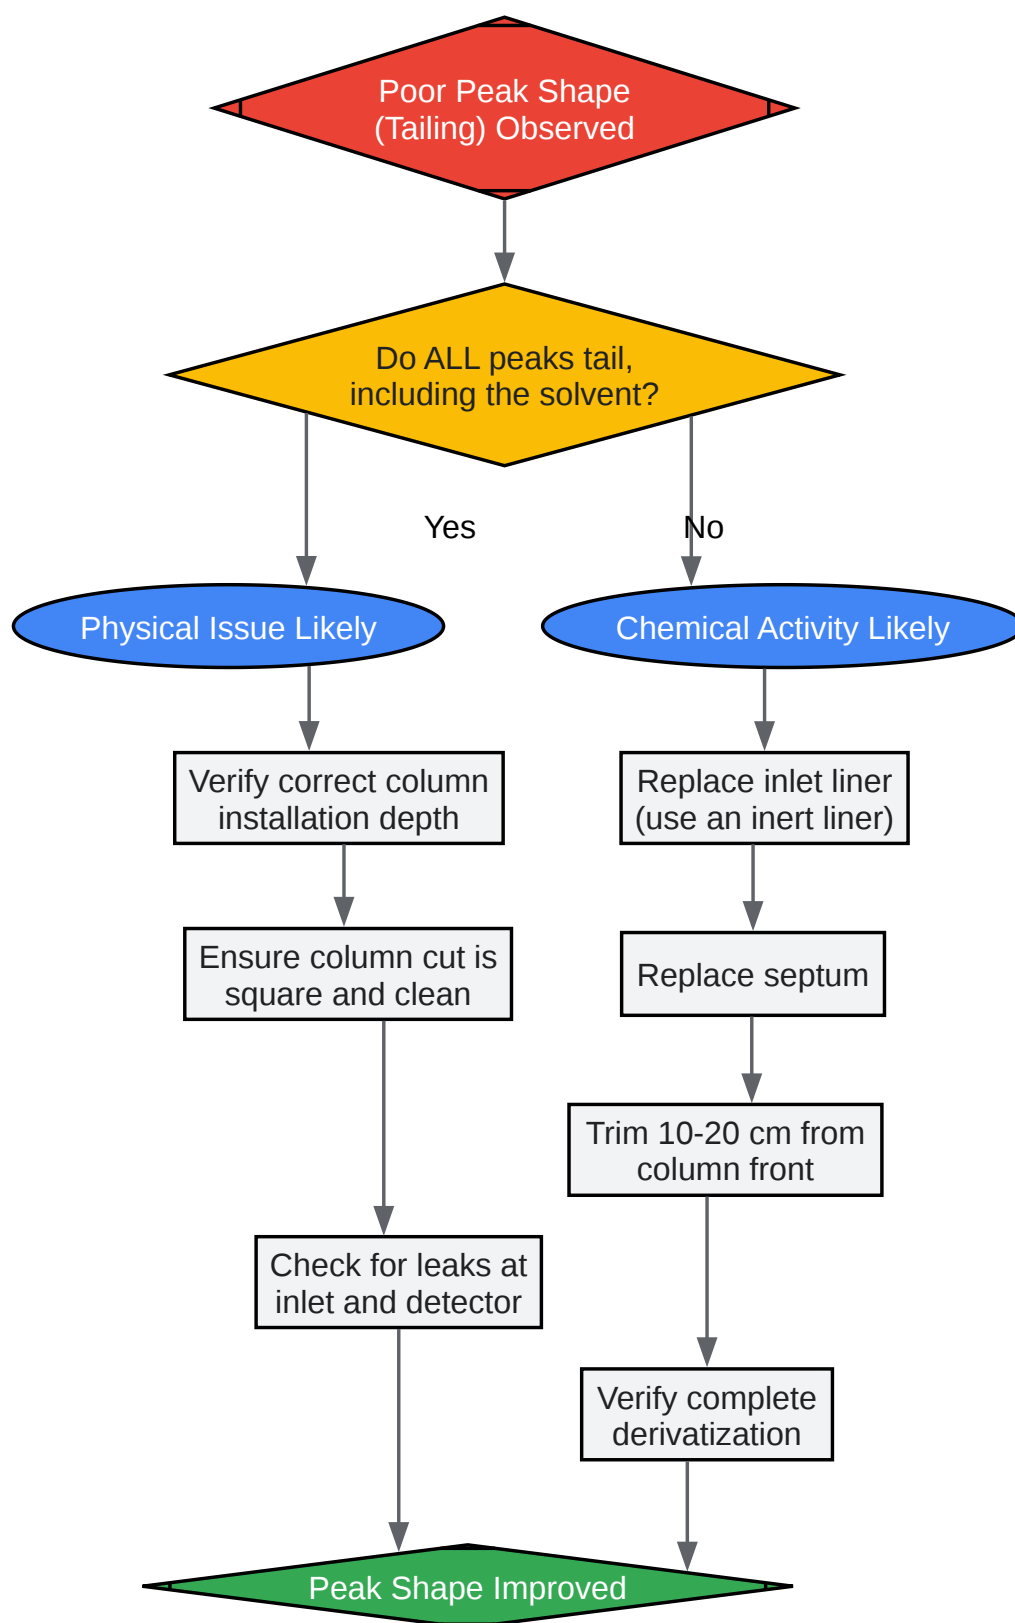 Poor Peak Shape
(Tailing) Observed
Do ALL peaks tail,
including the solvent?
Yes
No
Physical Issue Likely
Chemical Activity Likely
Verify correct column
installation depth
Replace inlet liner
(use an inert liner)
Ensure column cut is
square and clean
Replace septum
Trim 10-20 cm from
column front
Check for leaks at
inlet and detector
Verify complete
derivatization
Peak Shape Improved